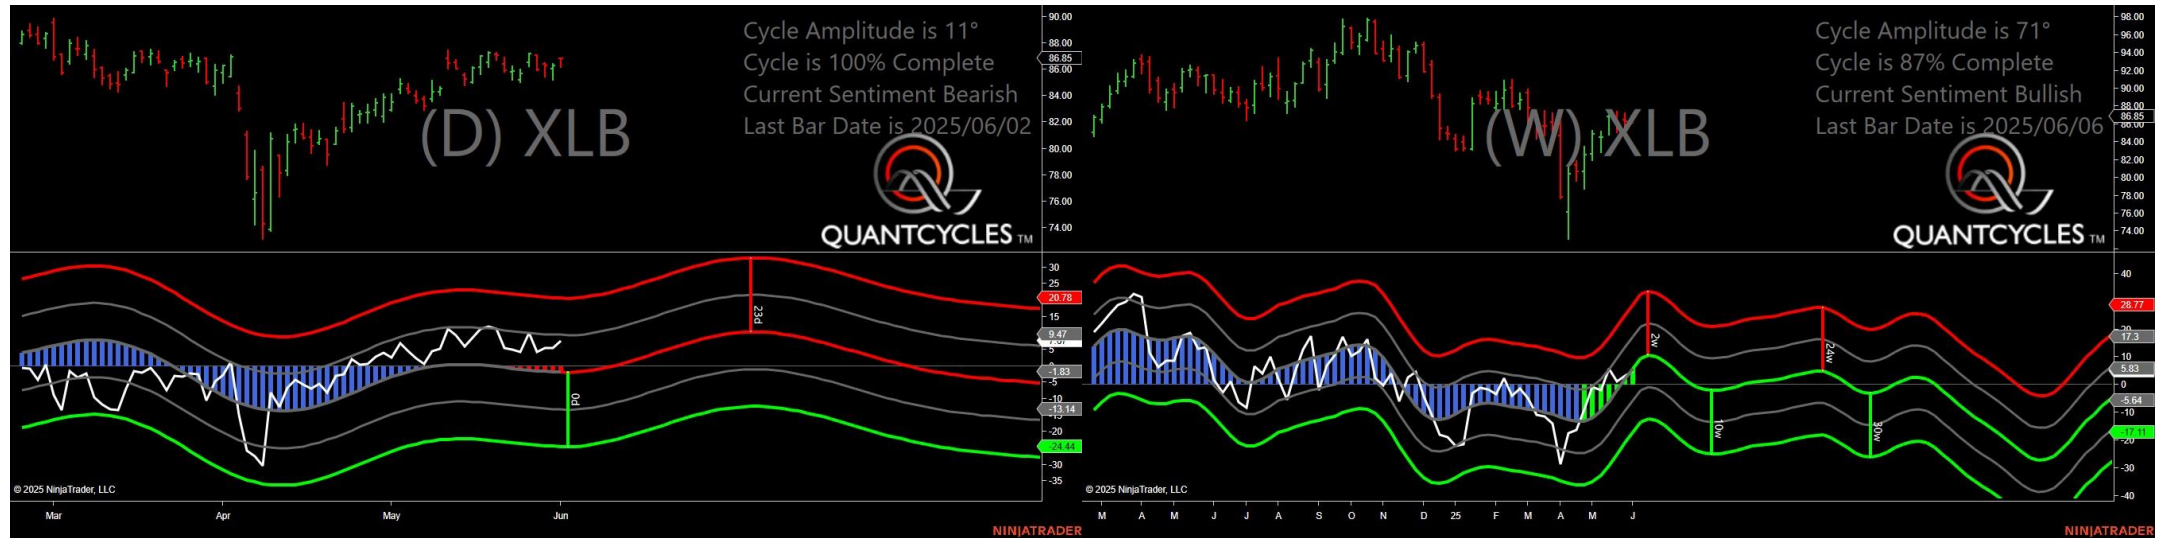 Cycle Amplitude is 11°
Cycle is 100% Complete
Current Sentiment Bearish
Last Bar Date is 2025/06/02
(D) XLB
QUANTCYCLES TM
90.00
88.00
86.85
86.00
84.00
82.00
80.00
78.00
76.00
74.00
30
25
20.78
15
9.47
5
0
-1.83
-5
-10
-13.14
-20
-24.44
-30
-35
23d
0d
© 2025 NinjaTrader, LLC
Mar Apr May Jun
NINJATRADER
Cycle Amplitude is 71°
Cycle is 87% Complete
Current Sentiment Bullish
Last Bar Date is 2025/06/06
(W) XLB
QUANTCYCLES TM
98.00
96.00
94.00
92.00
90.00
88.00
86.85
84.00
82.00
80.00
78.00
76.00
74.00
40
28.77
20
17.3
10
5.83
0
-5.64
-10
-17.11
-20
-30
-40
2w
24w
10w
30w
© 2025 NinjaTrader, LLC
M A M J J A S O N D 25 F M A M J
NINJATRADER